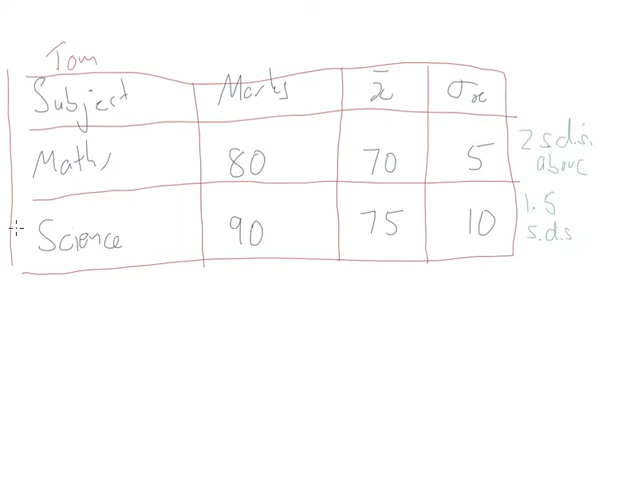 Tom
Subject Marks x̄ σx
Maths 80 70 5 2 s.d.s. above
Science 90 75 10 1.5 s.d.s